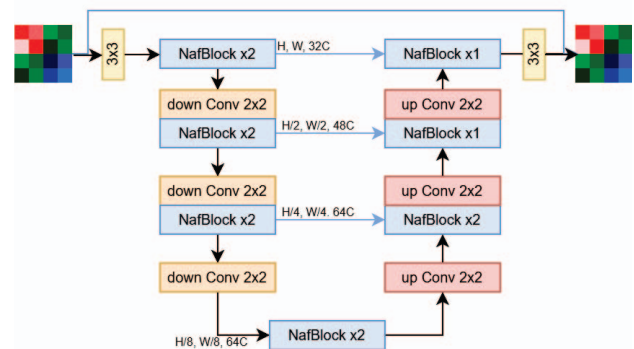 3x3
NafBlock x2
H, W, 32C
NafBlock x1
3x3
down Conv 2x2
up Conv 2x2
NafBlock x2
H/2, W/2, 48C
NafBlock x1
down Conv 2x2
up Conv 2x2
NafBlock x2
H/4, W/4. 64C
NafBlock x2
down Conv 2x2
up Conv 2x2
H/8, W/8, 64C
NafBlock x2